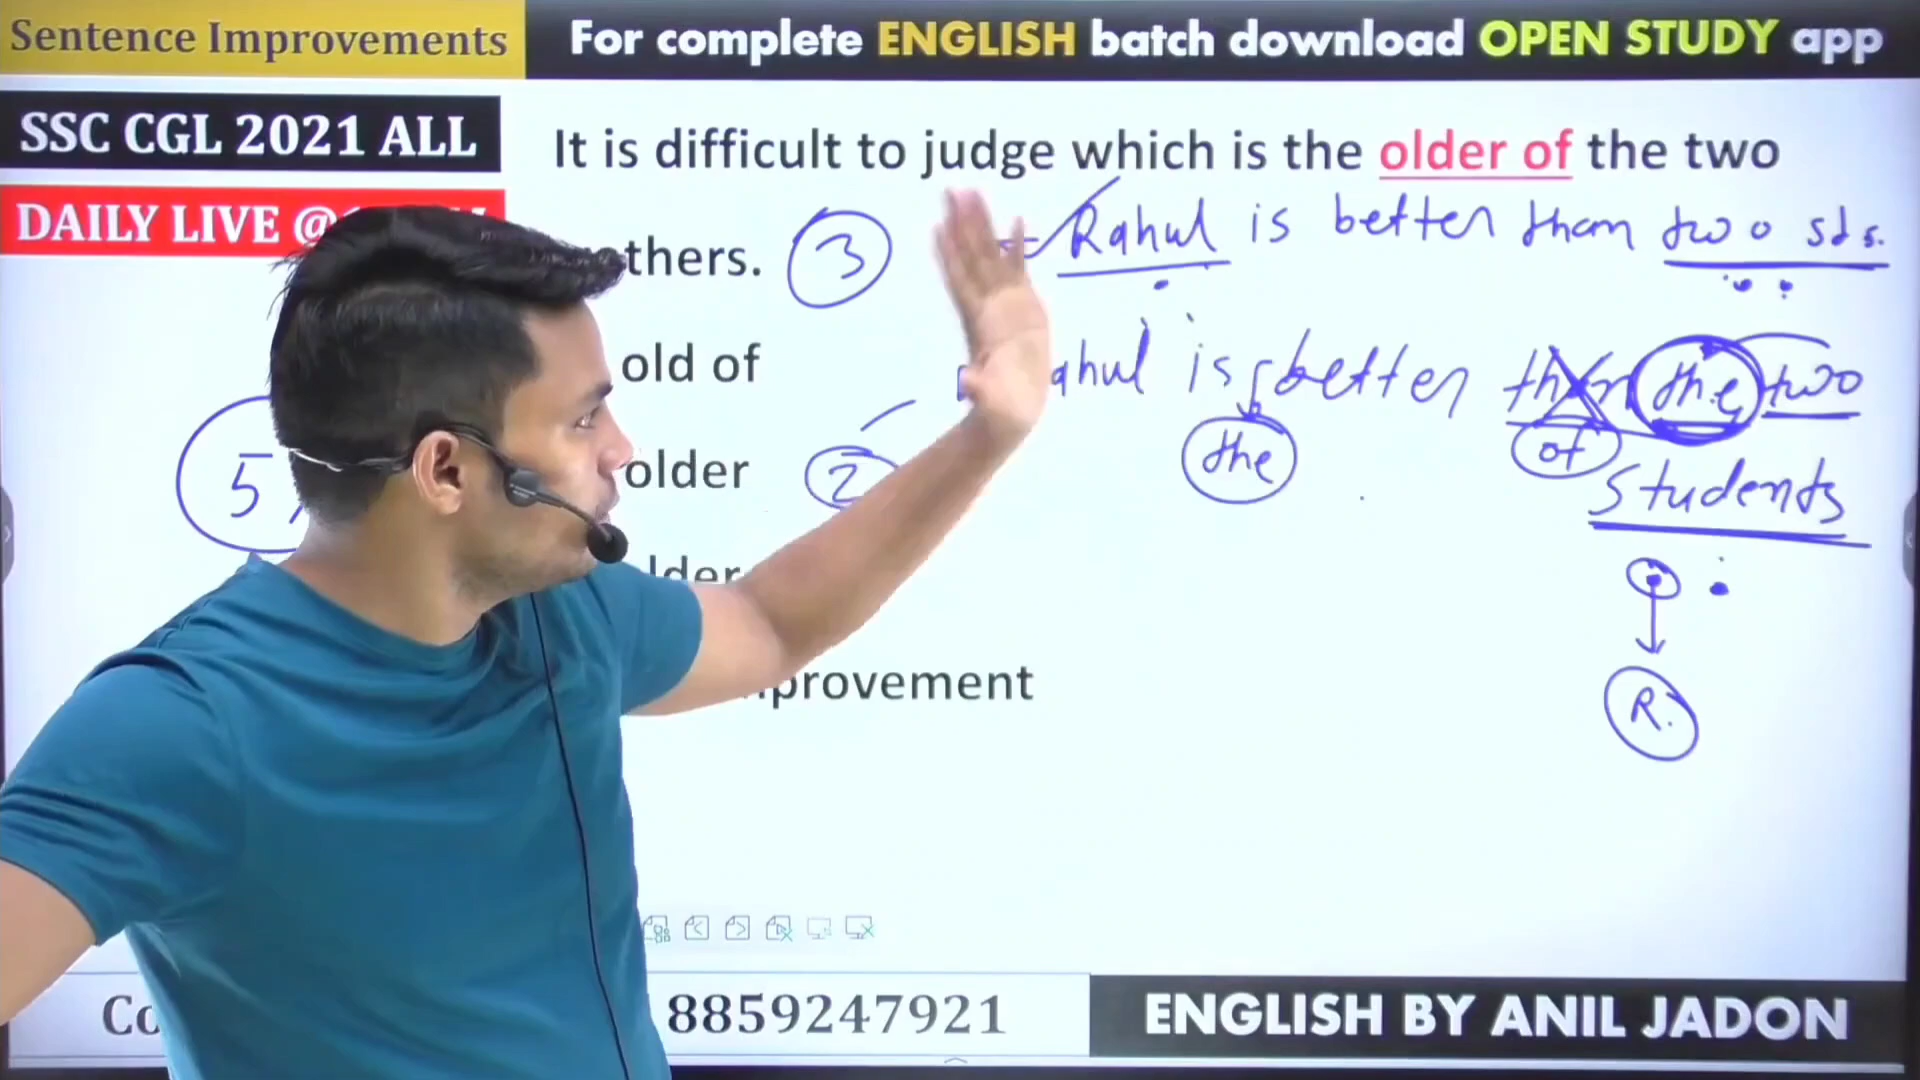 Sentence Improvements
For complete ENGLISH batch download OPEN STUDY app
SSC CGL 2021 ALL
DAILY LIVE
It is difficult to judge which is the older of the two
thers.
3
Rahul is better than two sts.
ahul is better than the two
the
of
students
old of
older
2
5
lder
provement
R.
8859247921
ENGLISH BY ANIL JADON